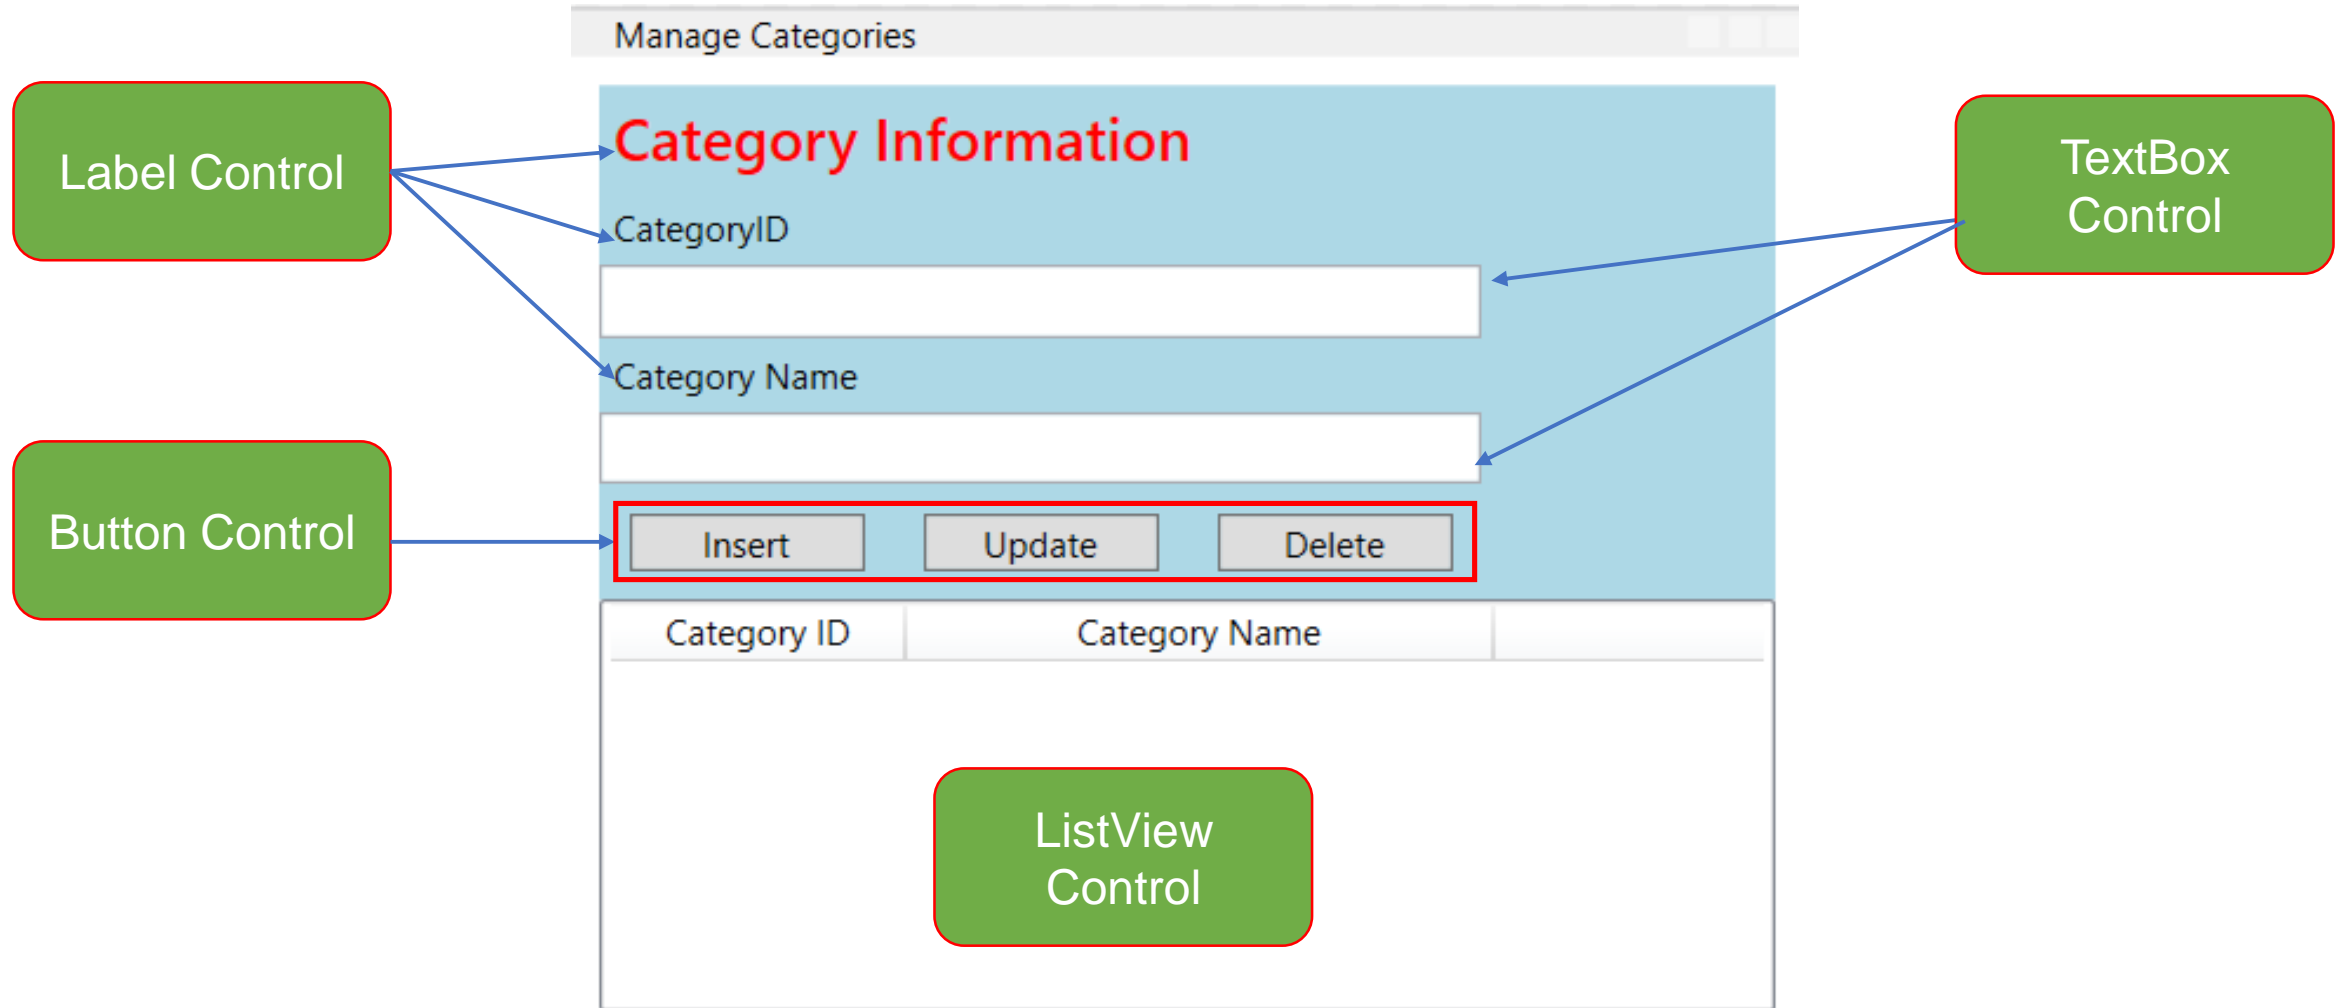 Manage Categories
Label Control
Category Information
TextBox
Control
CategoryID
Category Name
Button Control
Insert Update Delete
Category ID Category Name
ListView
Control